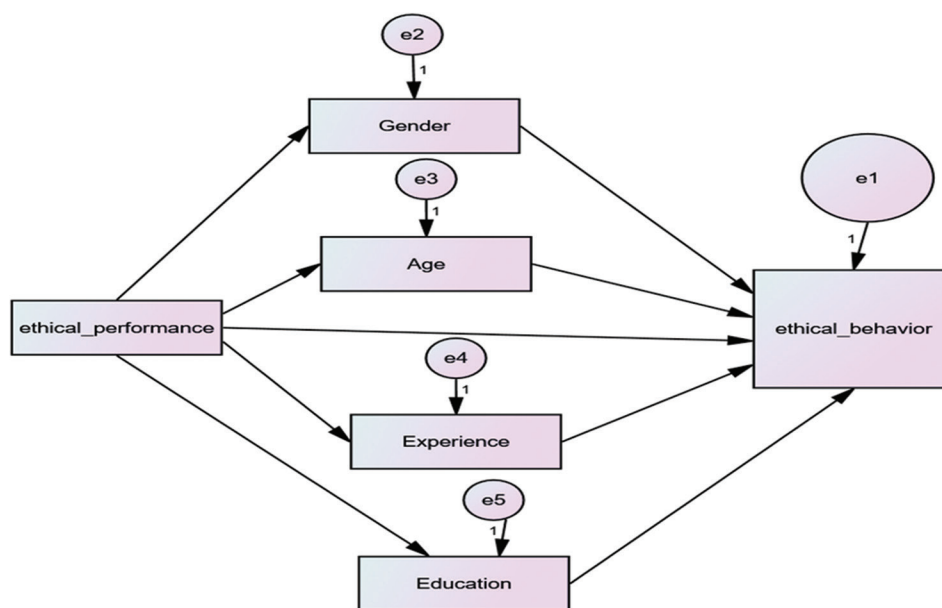 e2
1
Gender
e3
1
e1
1
Age
ethical_performance
ethical_behavior
e4
1
Experience
e5
1
Education